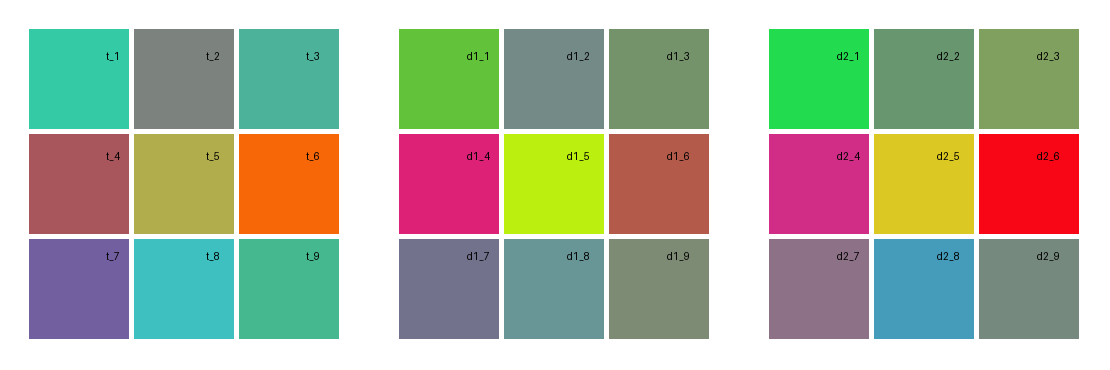 t_1 t_2 t_3 d1_1 d1_2 d1_3 d2_1 d2_2 d2_3
t_4 t_5 t_6 d1_4 d1_5 d1_6 d2_4 d2_5 d2_6
t_7 t_8 t_9 d1_7 d1_8 d1_9 d2_7 d2_8 d2_9